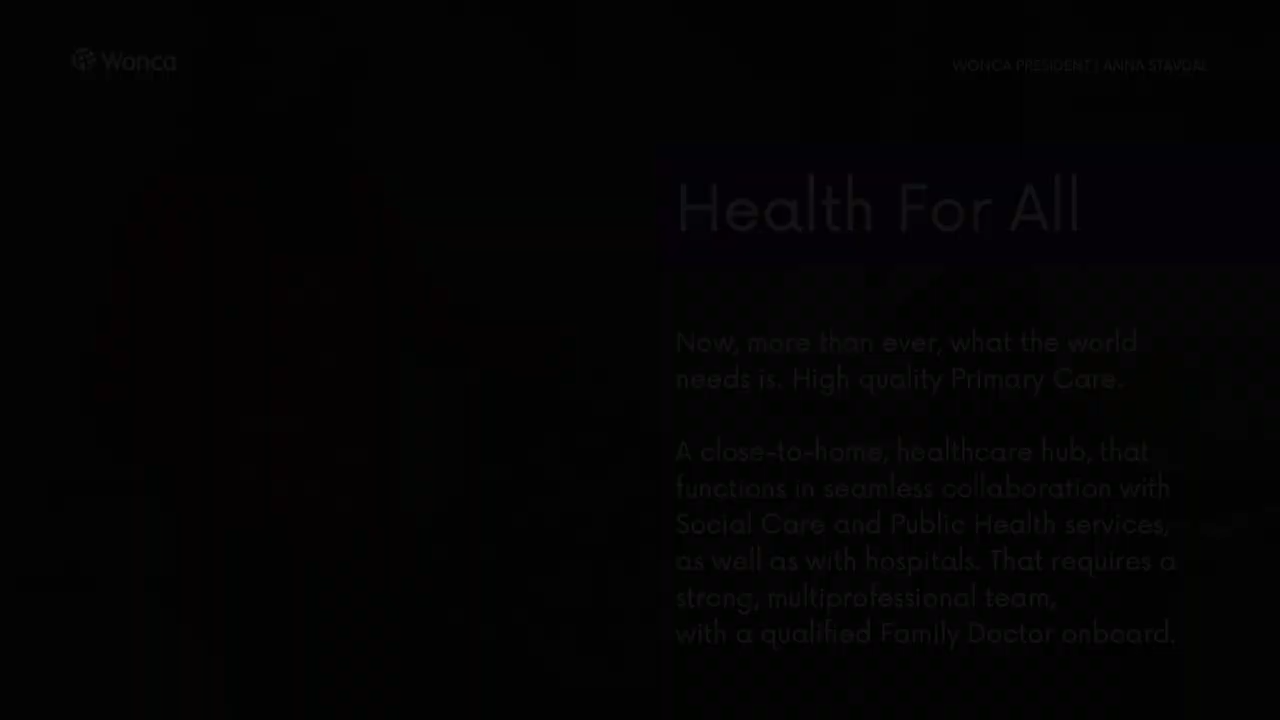 Wonca
WONCA PRESIDENT | ANNA STAVDAL
Health For All
Now, more than ever, what the world
needs is. High quality Primary Care.
A close-to-home, healthcare hub, that
functions in seamless collaboration with
Social Care and Public Health services,
as well as with hospitals. That requires a
strong, multiprofessional team,
with a qualified Family Doctor onboard.